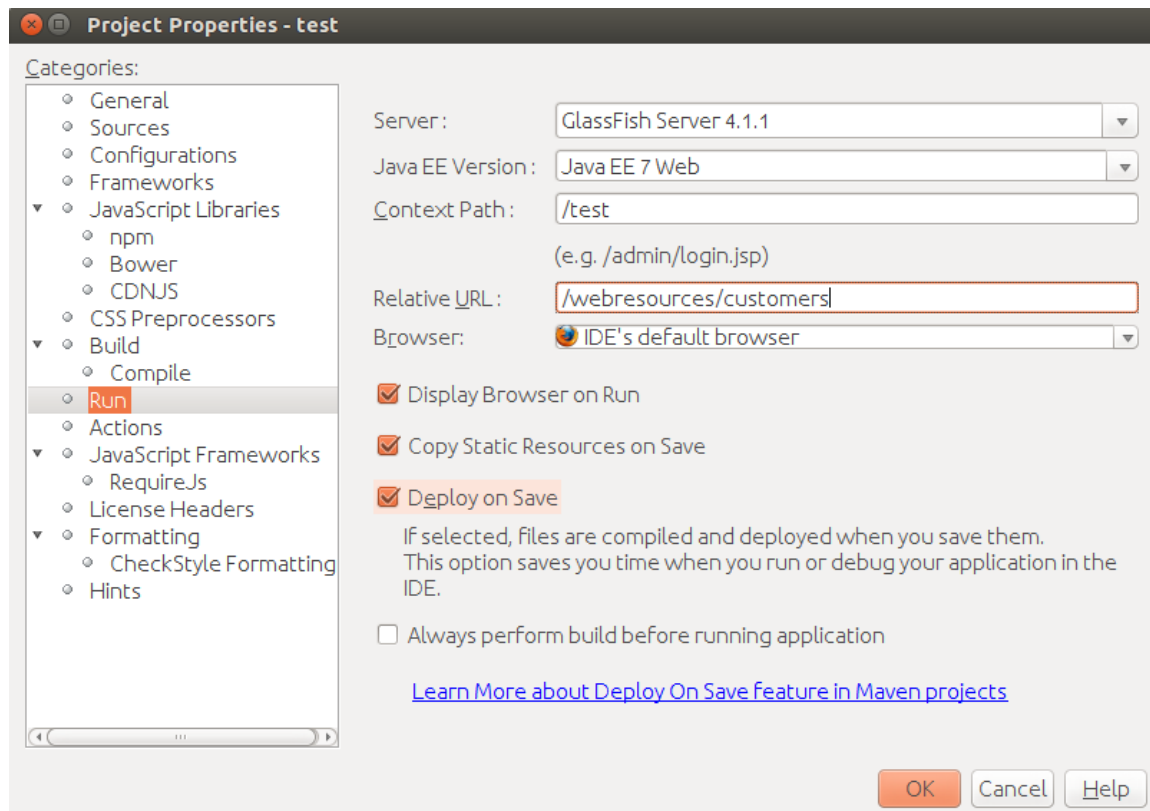 Project Properties - test
Categories:
General
Sources
Configurations
Frameworks
JavaScript Libraries
npm
Bower
CDNJS
CSS Preprocessors
Build
Compile
Run
Actions
JavaScript Frameworks
RequireJs
License Headers
Formatting
CheckStyle Formatting
Hints
Server :
GlassFish Server 4.1.1
Java EE Version :
Java EE 7 Web
Context Path :
/test
(e.g. /admin/login.jsp)
Relative URL :
/webresources/customers
Browser:
IDE's default browser
Display Browser on Run
Copy Static Resources on Save
Deploy on Save
If selected, files are compiled and deployed when you save them.
This option saves you time when you run or debug your application in the
IDE.
Always perform build before running application
Learn More about Deploy On Save feature in Maven projects
OK
Cancel
Help